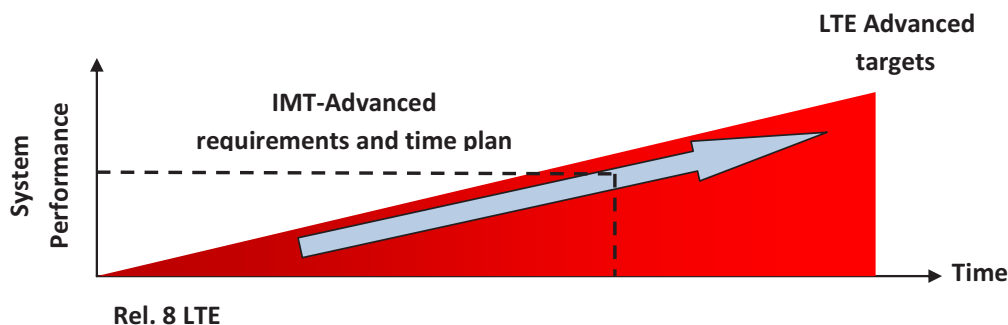 LTE Advanced
targets
IMT-Advanced
requirements and time plan
System
Performance
Time
Rel. 8 LTE